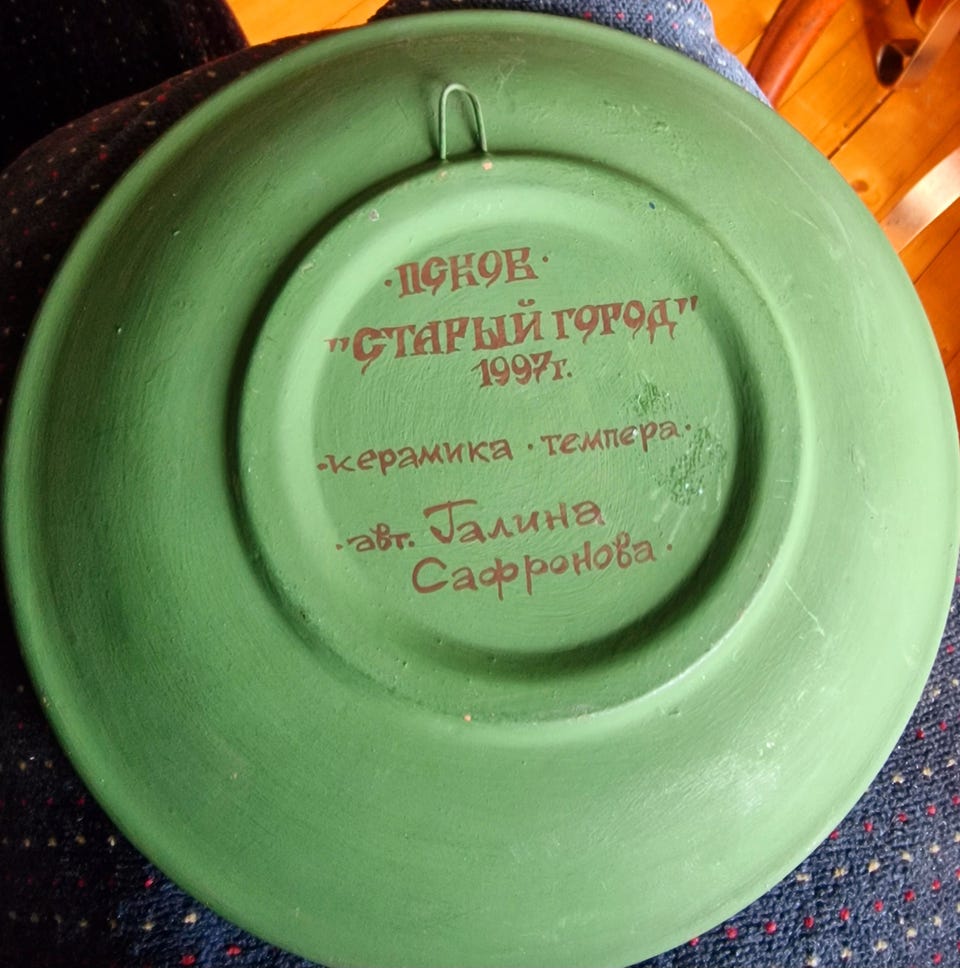 ·ПСКОВ·
"СТАРЫЙ ГОРОД"
1997г.
·керамика·темпера·
·авт. Галина
Сафронова·